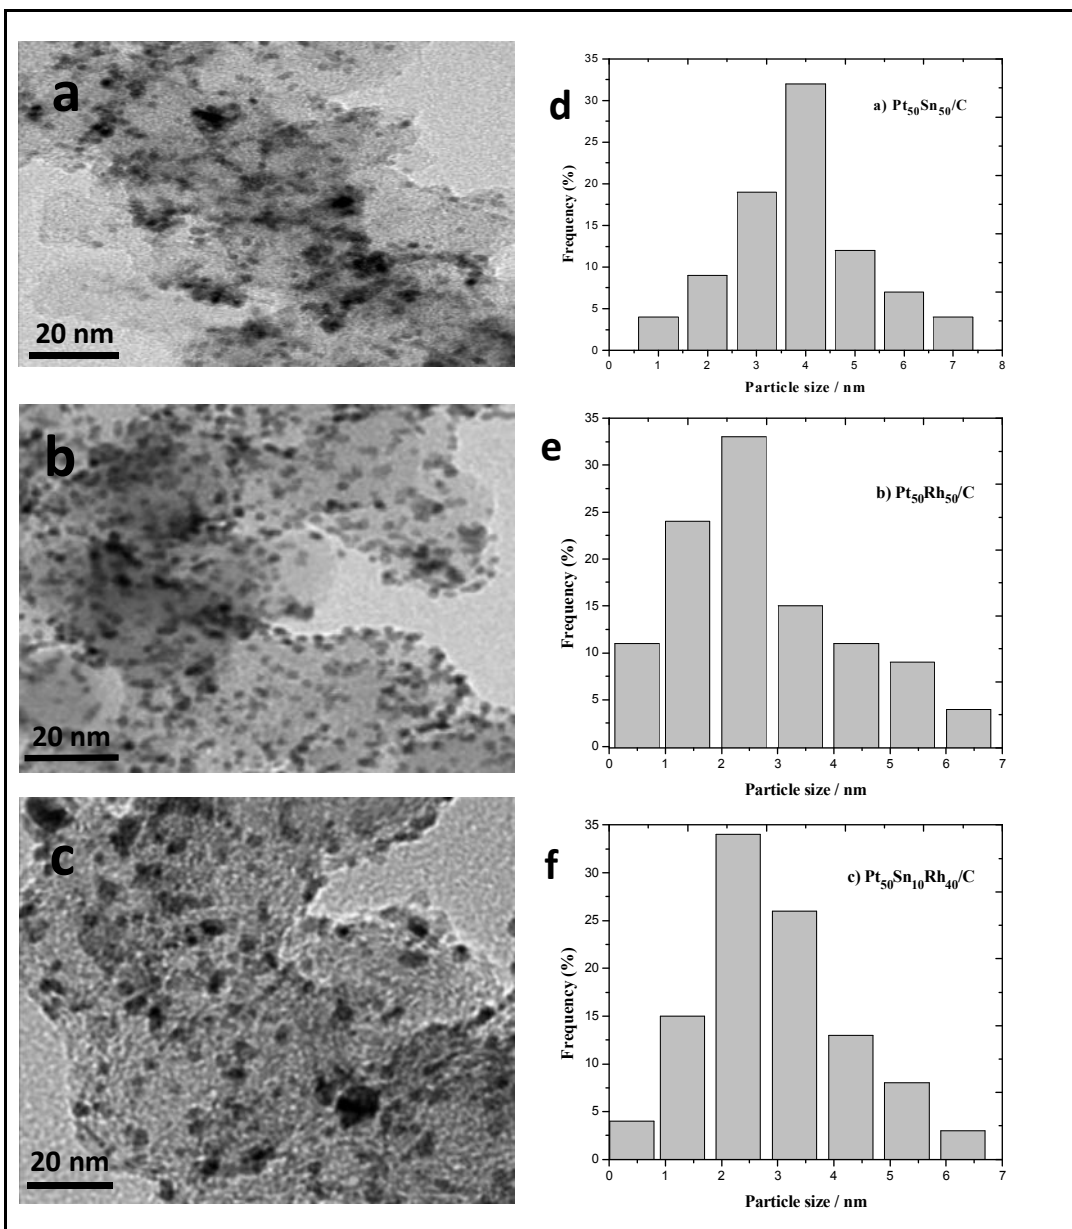 a
20 nm
d
a) Pt50Sn50/C
Frequency (%)
35
30
25
20
15
10
5
0
0 1 2 3 4 5 6 7 8
Particle size / nm
b
20 nm
e
b) Pt50Rh50/C
Frequency (%)
35
30
25
20
15
10
5
0
0 1 2 3 4 5 6 7
Particle size / nm
c
20 nm
f
c) Pt50Sn10Rh40/C
Frequency (%)
35
30
25
20
15
10
5
0
0 1 2 3 4 5 6 7
Particle size / nm